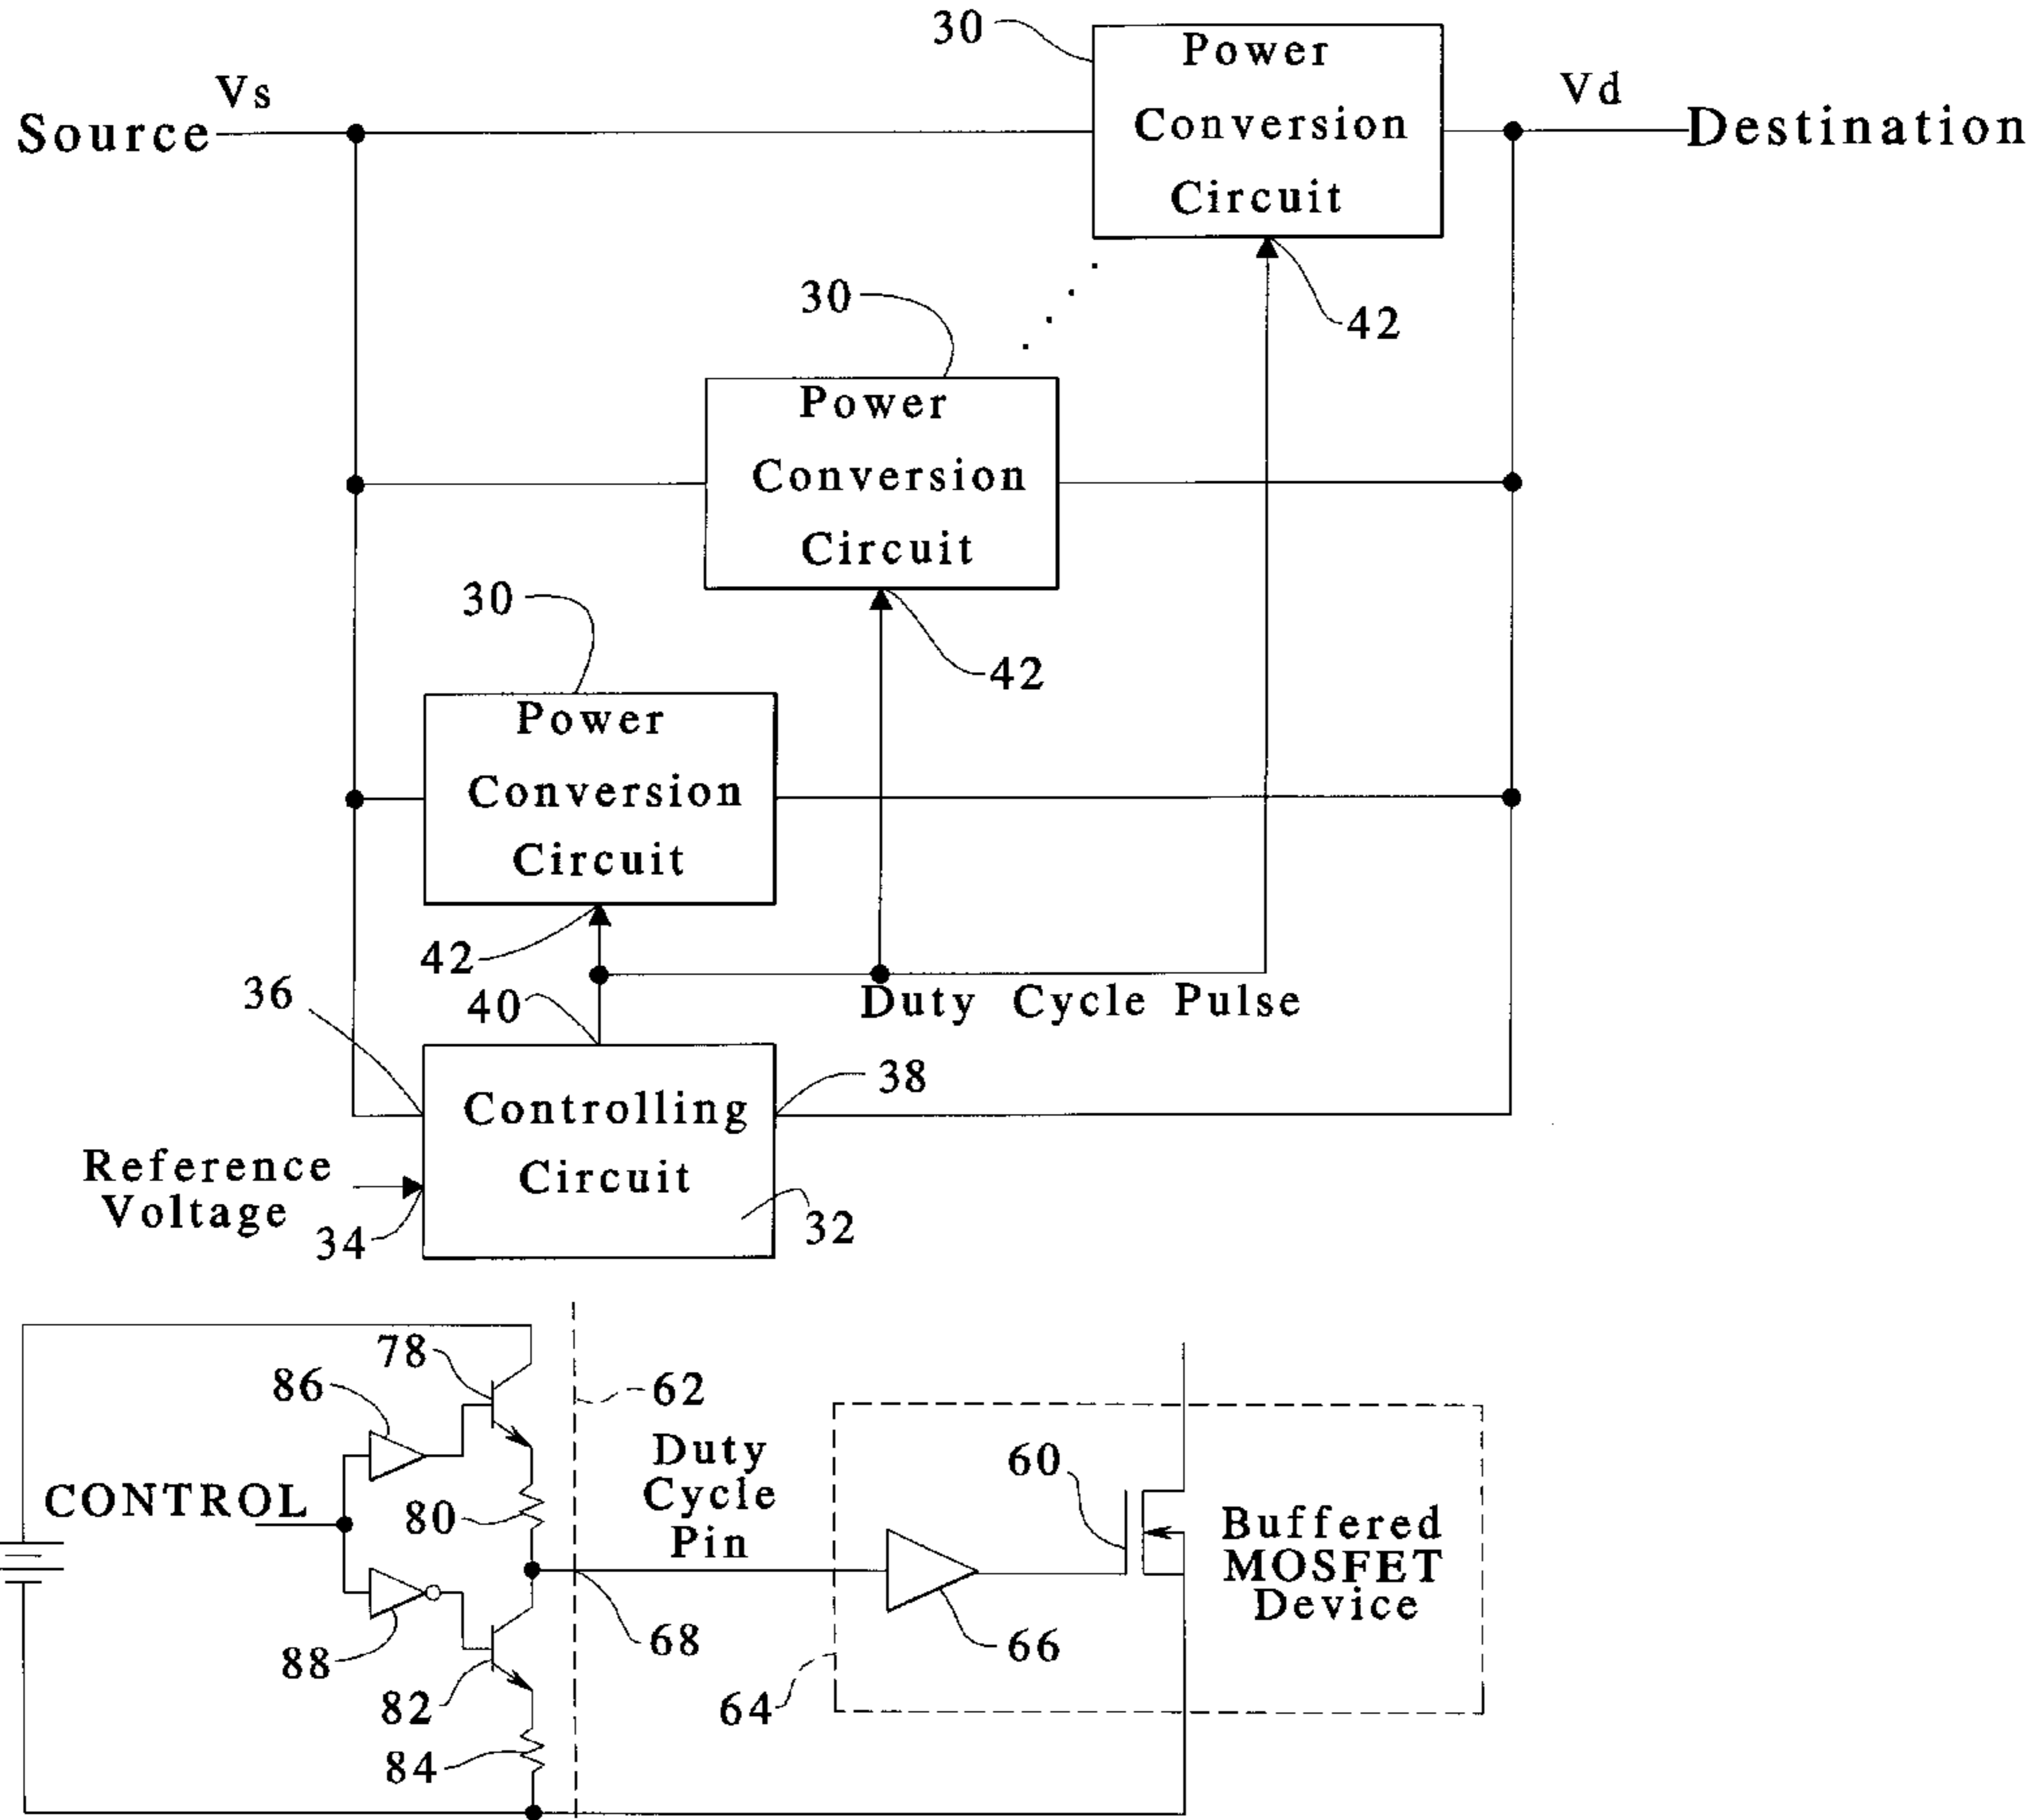 30
Power
Conversion
Circuit
Vs
Vd
Source
Destination
42
30
Power
Conversion
Circuit
42
30
Power
Conversion
Circuit
42
36
40
Duty Cycle Pulse
38
Controlling
Circuit
Reference
Voltage
34
32
78
86
62
Duty
Cycle
Pin
60
CONTROL
80
Buffered
MOSFET
Device
68
66
88
82
64
84